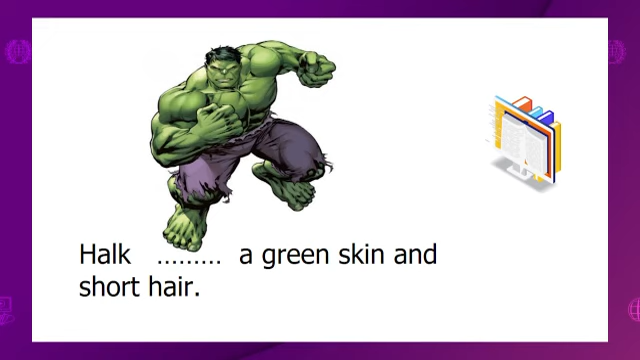 Halk ......... a green skin and
short hair.